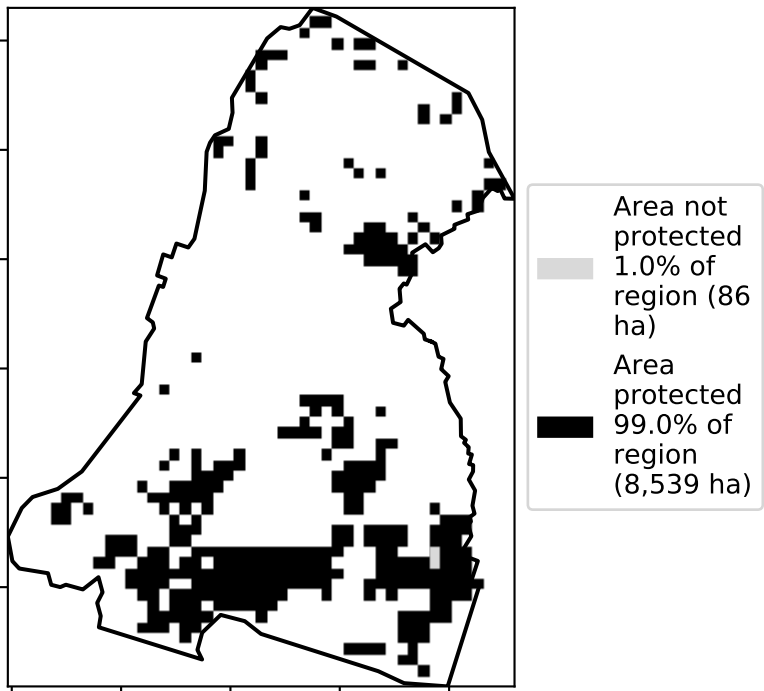 Area not
protected
1.0% of
region (86
ha)
Area
protected
99.0% of
region
(8,539 ha)